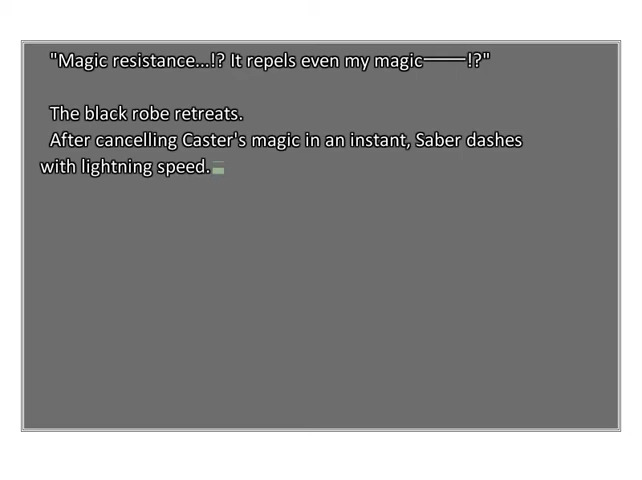 "Magic resistance...!? It repels even my magic───!?"
The black robe retreats.
After cancelling Caster's magic in an instant, Saber dashes
with lightning speed.